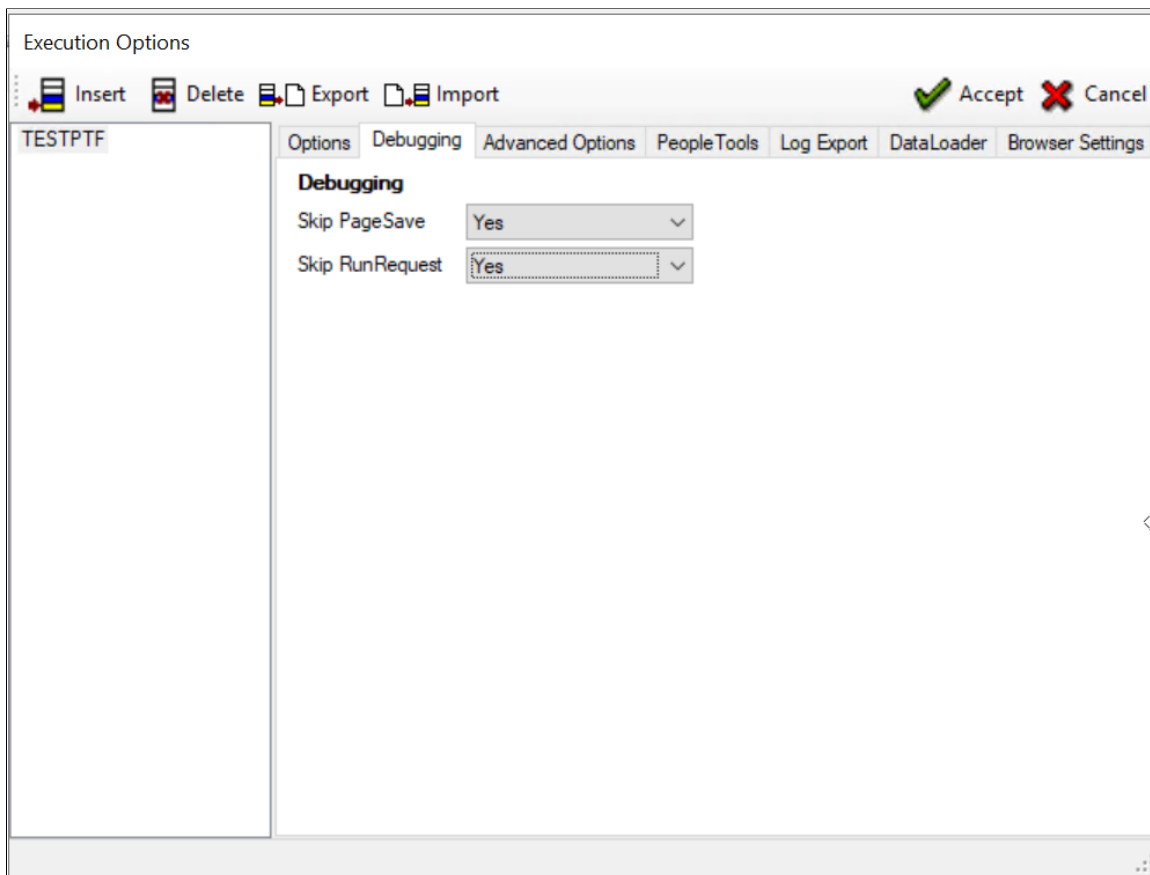 Execution Options
Insert Delete Export Import Accept Cancel
TESTPTF
Options Debugging Advanced Options PeopleTools Log Export DataLoader Browser Settings
Debugging
Skip PageSave Yes
Skip RunRequest Yes